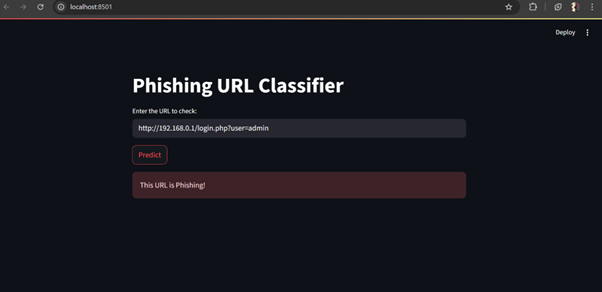 localhost:8501
Deploy
Phishing URL Classifier
Enter the URL to check:
http://192.168.0.1/login.php?user=admin
Predict
This URL is Phishing!